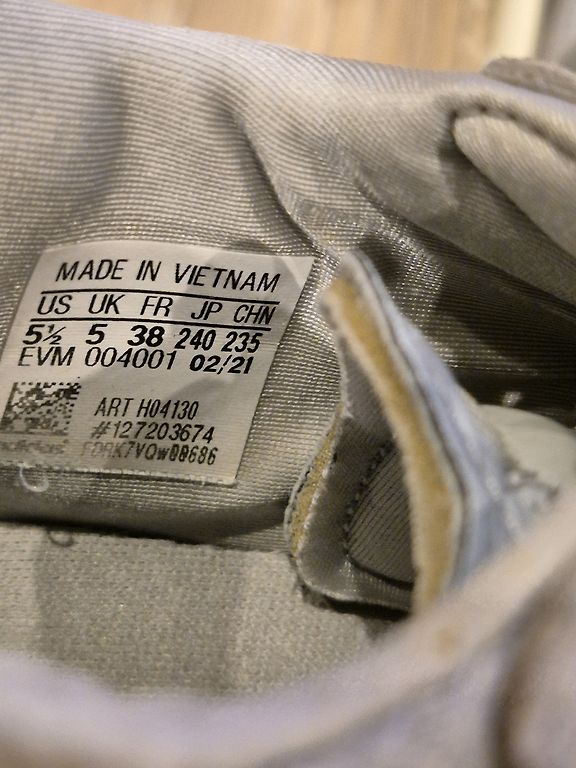 MADE IN VIETNAM
US UK FR JP CHN
5½ 5 38 240 235
EVM 004001 02/21
ART H04130
#127203674